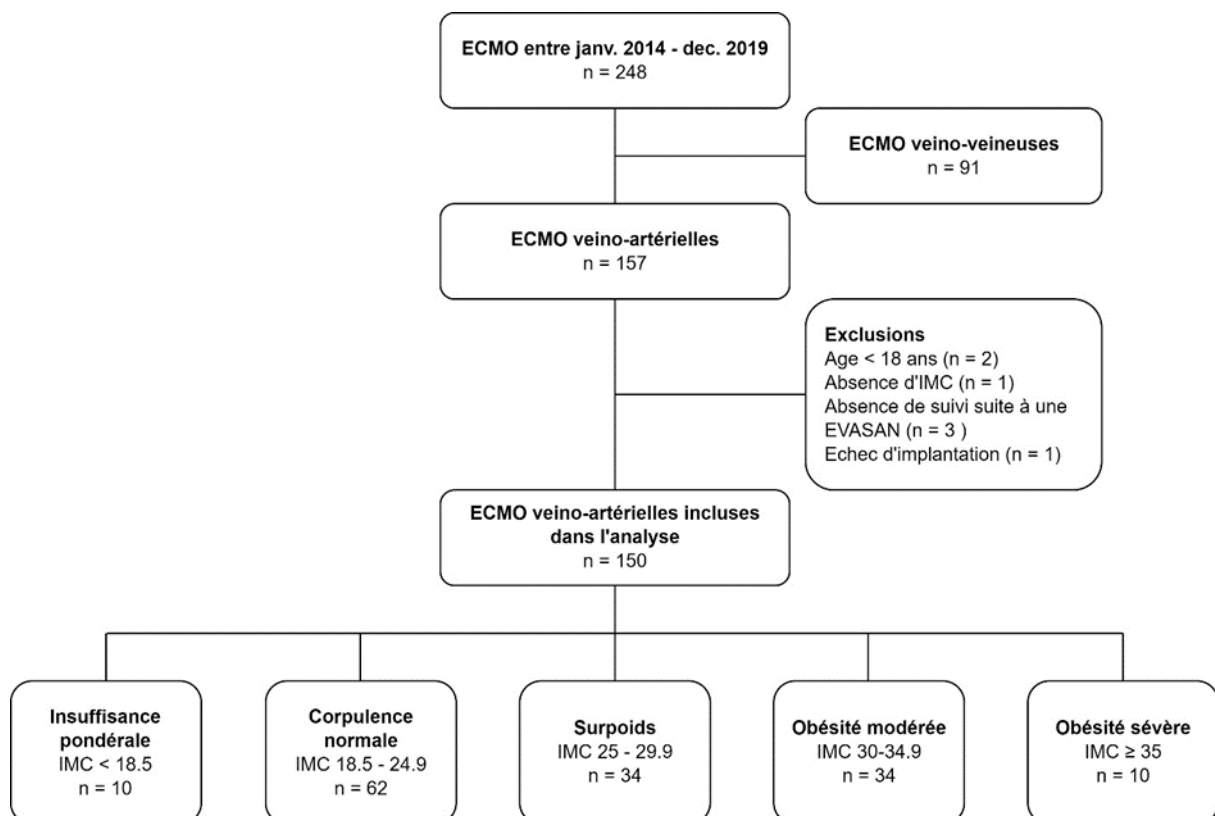 ECMO entre janv. 2014 - dec. 2019
n = 248
ECMO veino-veineuses
n = 91
ECMO veino-artérielles
n = 157
Exclusions
Age < 18 ans (n = 2)
Absence d'IMC (n = 1)
Absence de suivi suite à une
EVASAN (n = 3 )
Echec d'implantation (n = 1)
ECMO veino-artérielles incluses
dans l'analyse
n = 150
Insuffisance
pondérale
IMC < 18.5
n = 10
Corpulence
normale
IMC 18.5 - 24.9
n = 62
Surpoids
IMC 25 - 29.9
n = 34
Obésité modérée
IMC 30-34.9
n = 34
Obésité sévère
IMC ≥ 35
n = 10